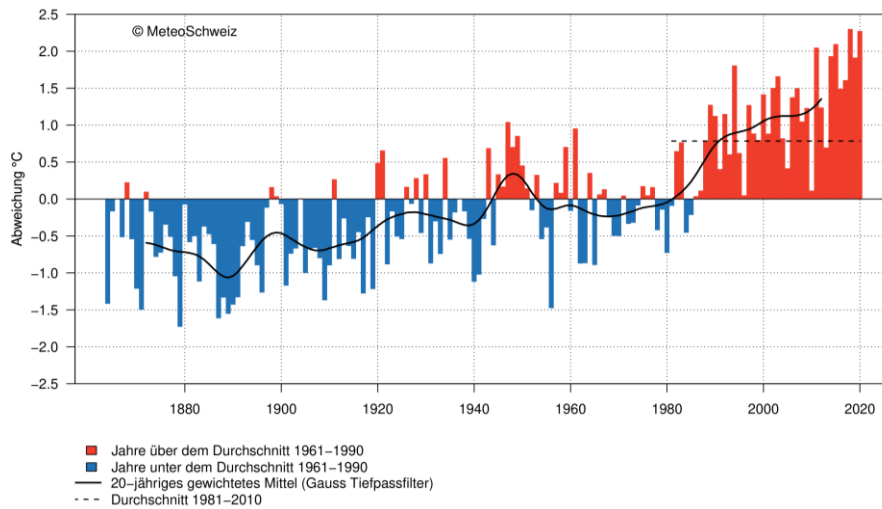 © MeteoSchweiz
Abweichung °C
2.5
2.0
1.5
1.0
0.5
0.0
−0.5
−1.0
−1.5
−2.0
−2.5
1880 1900 1920 1940 1960 1980 2000 2020
Jahre über dem Durchschnitt 1961−1990
Jahre unter dem Durchschnitt 1961−1990
20−jähriges gewichtetes Mittel (Gauss Tiefpassfilter)
Durchschnitt 1981−2010